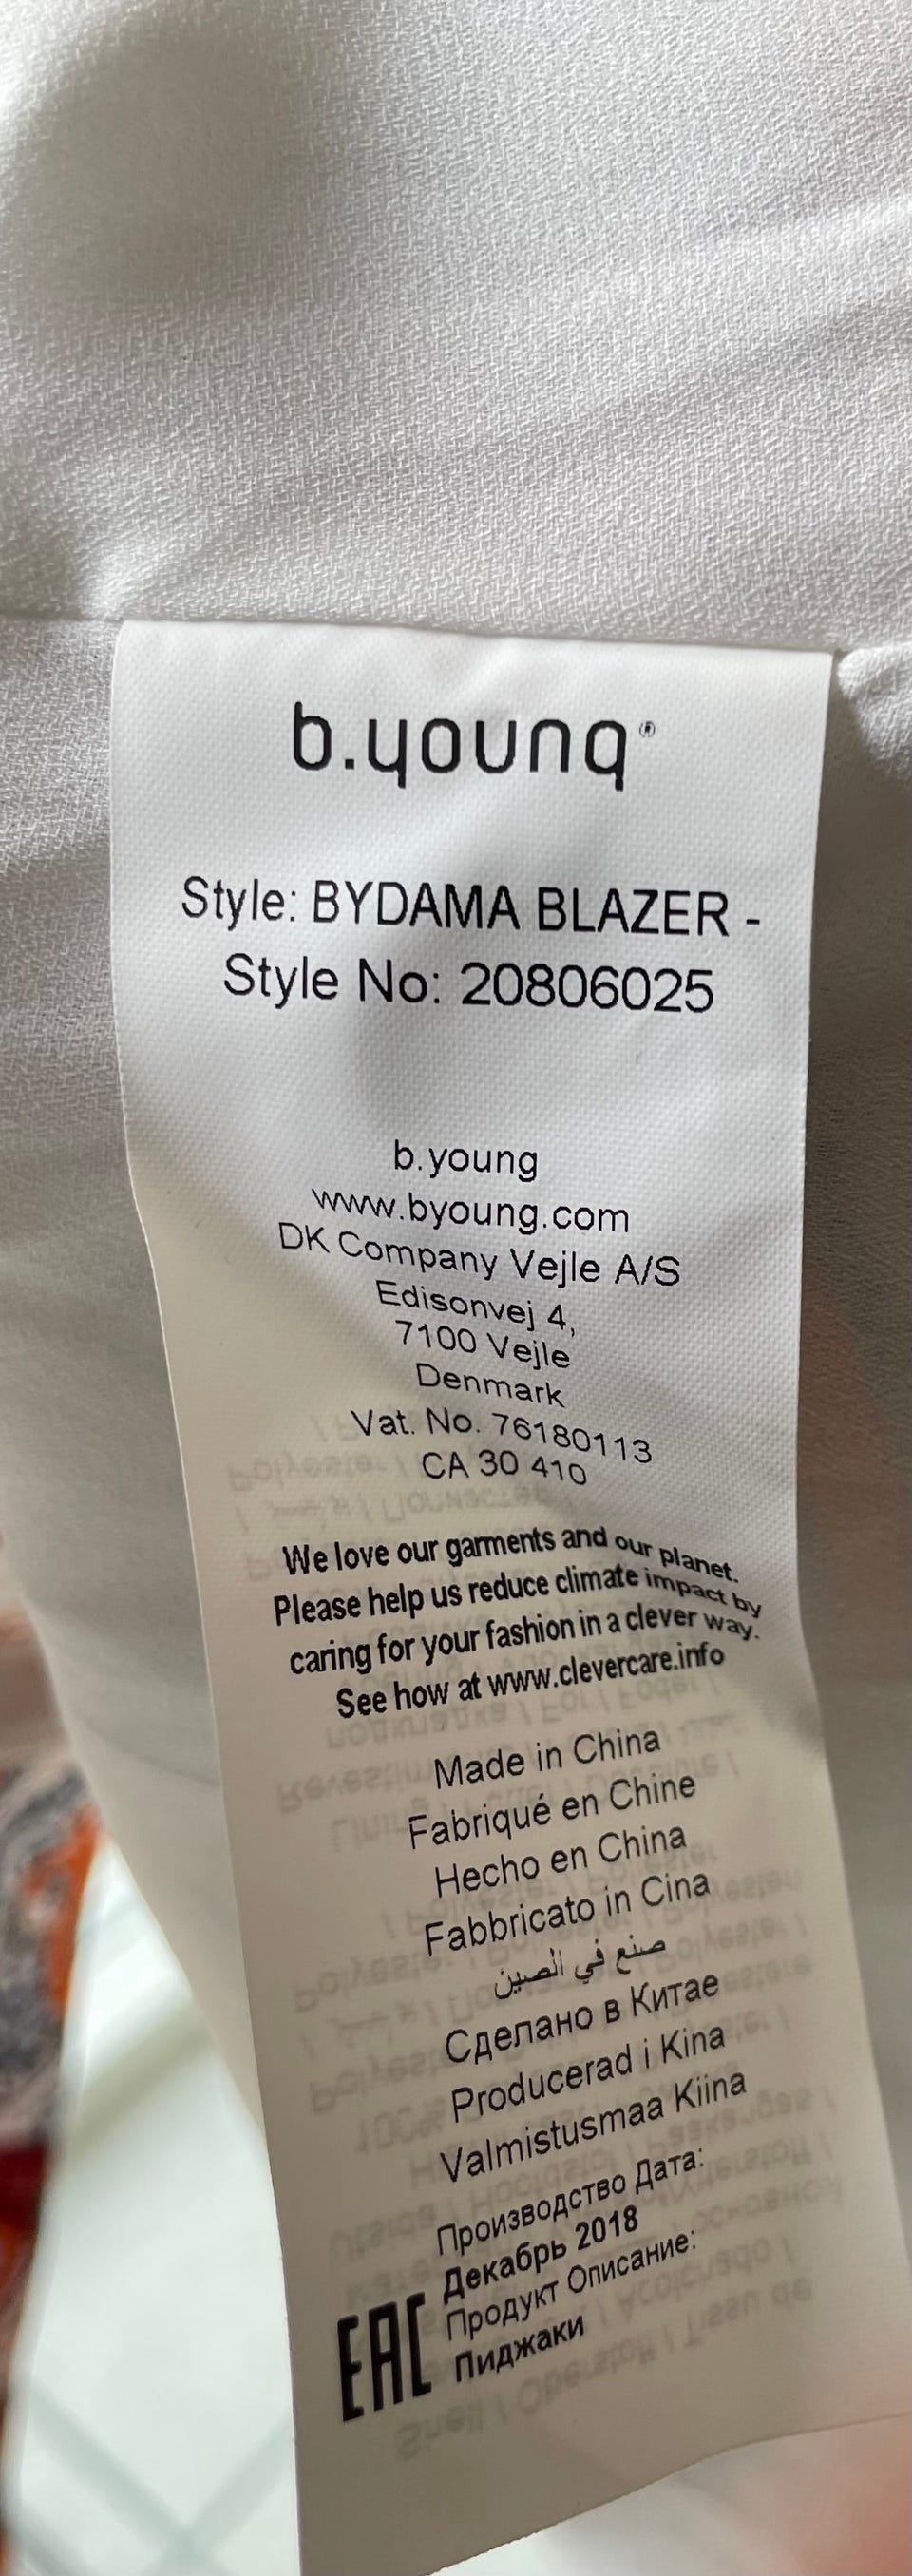 b.young®
Style: BYDAMA BLAZER -
Style No: 20806025
b.young
www.byoung.com
DK Company Vejle A/S
Edisonvej 4,
7100 Vejle
Denmark
Vat. No. 76180113
CA 30 410
We love our garments and our planet.
Please help us reduce climate impact by
caring for your fashion in a clever way.
See how at www.clevercare.info
Made in China
Fabriqué en Chine
Hecho en China
Fabbricato in Cina
صنع في الصين
Сделано в Китае
Producerad i Kina
Valmistusmaa Kiina
Производство Дата:
Декабрь 2018
Продукт Описание:
Пиджаки
EAC